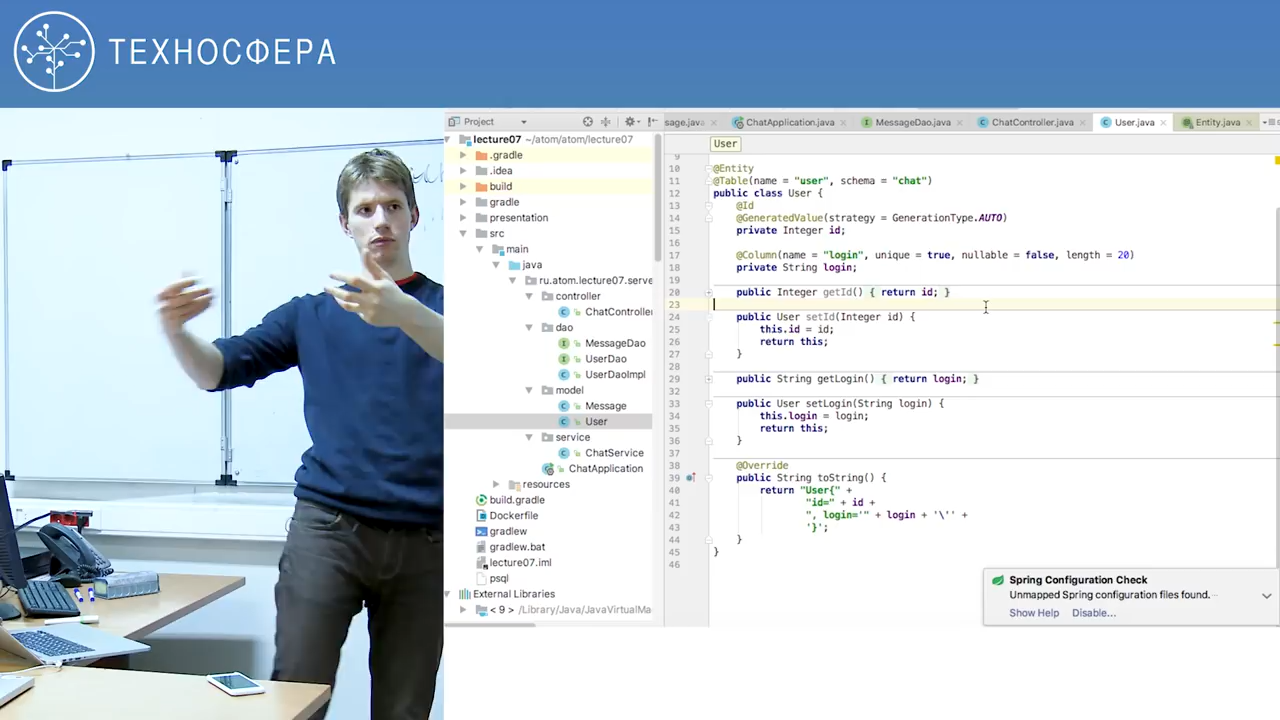 ТЕХНОСФЕРА
Project
sage.java
ChatApplication.java
MessageDao.java
ChatController.java
User.java
Entity.java
lecture07 ~/atom/atom/lecture07
.gradle
.idea
build
gradle
presentation
src
main
java
ru.atom.lecture07.serve
controller
ChatController
dao
MessageDao
UserDao
UserDaoImpl
model
Message
User
service
ChatService
ChatApplication
resources
build.gradle
Dockerfile
gradlew
gradlew.bat
lecture07.iml
psql
External Libraries
< 9 > /Library/Java/JavaVirtualMa
User
9
10 @Entity
11 @Table(name = "user", schema = "chat")
12 public class User {
13 @Id
14 @GeneratedValue(strategy = GenerationType.AUTO)
15 private Integer id;
16
17 @Column(name = "login", unique = true, nullable = false, length = 20)
18 private String login;
19
20 public Integer getId() { return id; }
23
24 public User setId(Integer id) {
25 this.id = id;
26 return this;
27 }
28
29 public String getLogin() { return login; }
32
33 public User setLogin(String login) {
34 this.login = login;
35 return this;
36 }
37
38 @Override
39 public String toString() {
40 return "User{" +
41 "id=" + id +
42 ", login='" + login + '\'' +
43 '}';
44 }
45 }
46
Spring Configuration Check
Unmapped Spring configuration files found.
Show Help Disable...